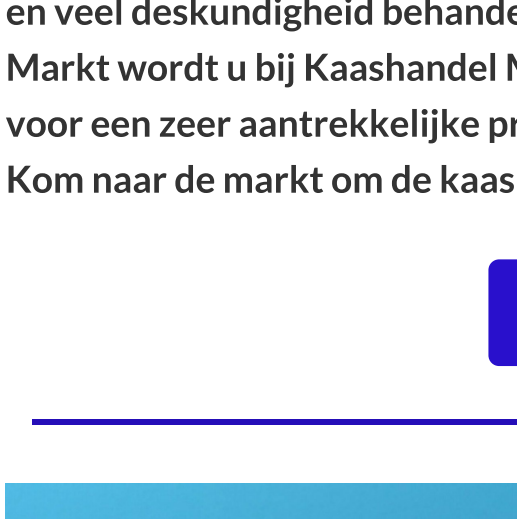 en veel deskundigheid behande
Markt wordt u bij Kaashandel
voor een zeer aantrekkelijke pr
Kom naar de markt om de kaas